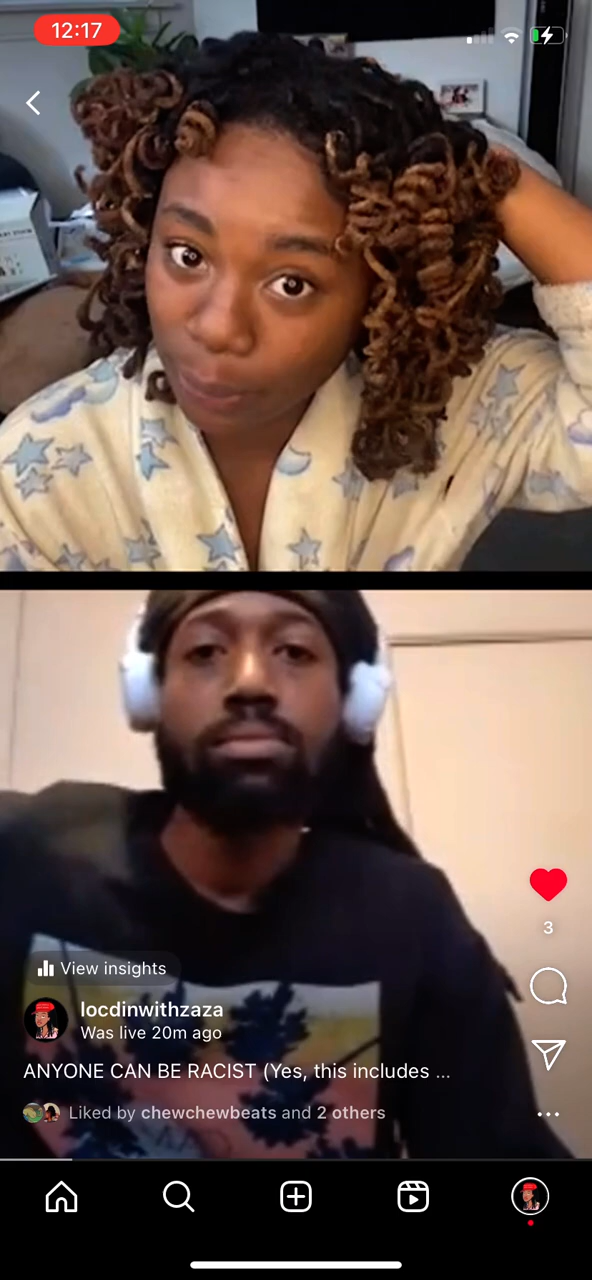 12:17
View insights
locdinwithzaza
Was live 20m ago
ANYONE CAN BE RACIST (Yes, this includes ...
Liked by chewchewbeats and 2 others
3